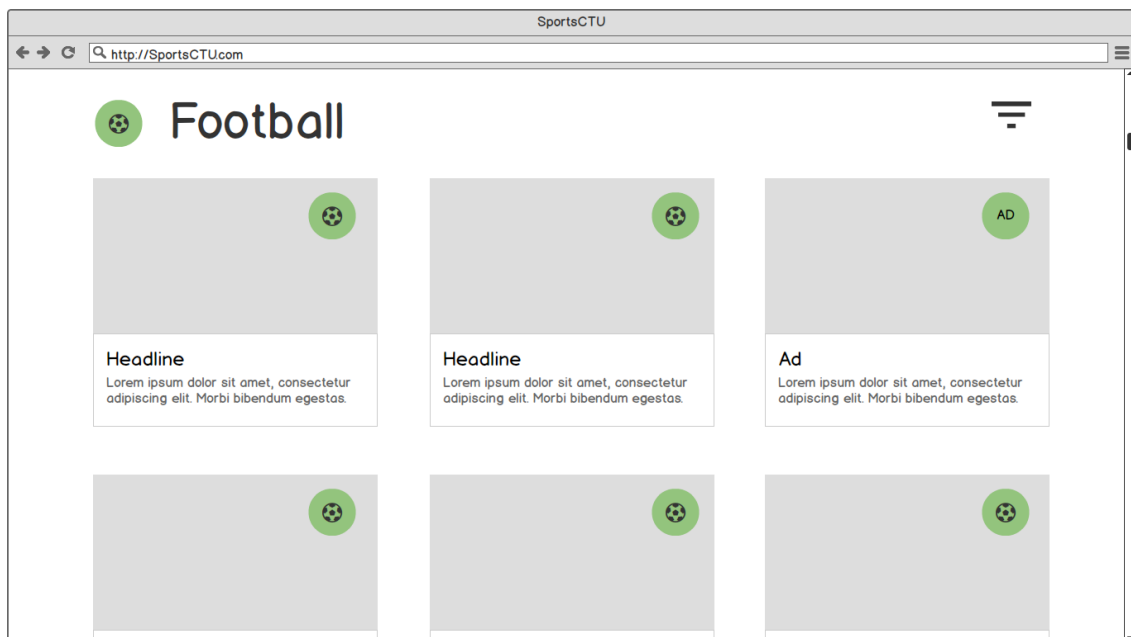 SportsCTU
http://SportsCTU.com
Football
AD
Headline
Lorem ipsum dolor sit amet, consectetur
adipiscing elit. Morbi bibendum egestas.
Headline
Lorem ipsum dolor sit amet, consectetur
adipiscing elit. Morbi bibendum egestas.
Ad
Lorem ipsum dolor sit amet, consectetur
adipiscing elit. Morbi bibendum egestas.